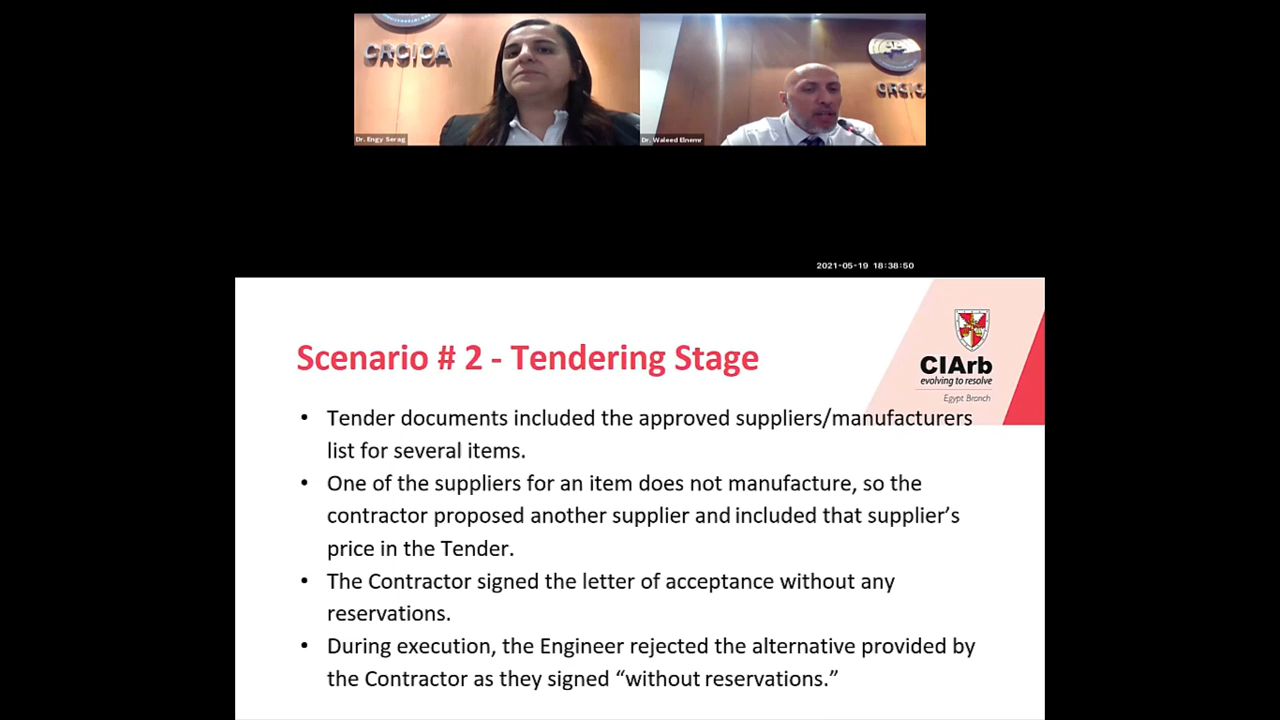 CRCICA
CRCICA
Dr. Engy Serag
Dr. Waleed Elnemr
2021-05-19 18:38:50
CIArb
evolving to resolve
Egypt Branch
Scenario # 2 - Tendering Stage
• Tender documents included the approved suppliers/manufacturers
list for several items.
• One of the suppliers for an item does not manufacture, so the
contractor proposed another supplier and included that supplier’s
price in the Tender.
• The Contractor signed the letter of acceptance without any
reservations.
• During execution, the Engineer rejected the alternative provided by
the Contractor as they signed “without reservations.”